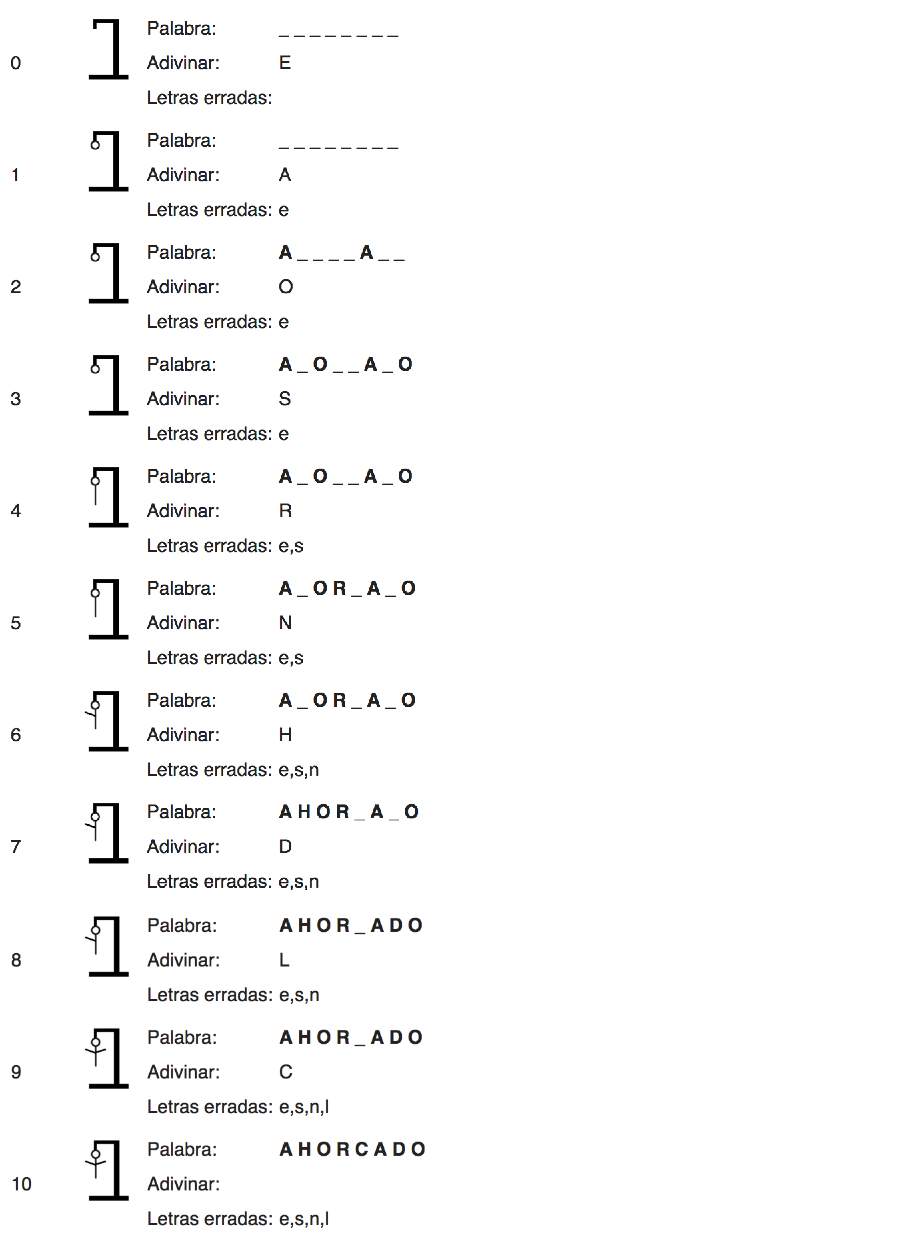 Palabra: _ _ _ _ _ _ _ _
0 Adivinar: E
Letras erradas:
Palabra: _ _ _ _ _ _ _ _
1 Adivinar: A
Letras erradas: e
Palabra: A _ _ _ _ A _ _
2 Adivinar: O
Letras erradas: e
Palabra: A _ O _ _ A _ O
3 Adivinar: S
Letras erradas: e
Palabra: A _ O _ _ A _ O
4 Adivinar: R
Letras erradas: e,s
Palabra: A _ O R _ A _ O
5 Adivinar: N
Letras erradas: e,s
Palabra: A _ O R _ A _ O
6 Adivinar: H
Letras erradas: e,s,n
Palabra: A H O R _ A _ O
7 Adivinar: D
Letras erradas: e,s,n
Palabra: A H O R _ A D O
8 Adivinar: L
Letras erradas: e,s,n
Palabra: A H O R _ A D O
9 Adivinar: C
Letras erradas: e,s,n,l
Palabra: A H O R C A D O
10 Adivinar:
Letras erradas: e,s,n,l